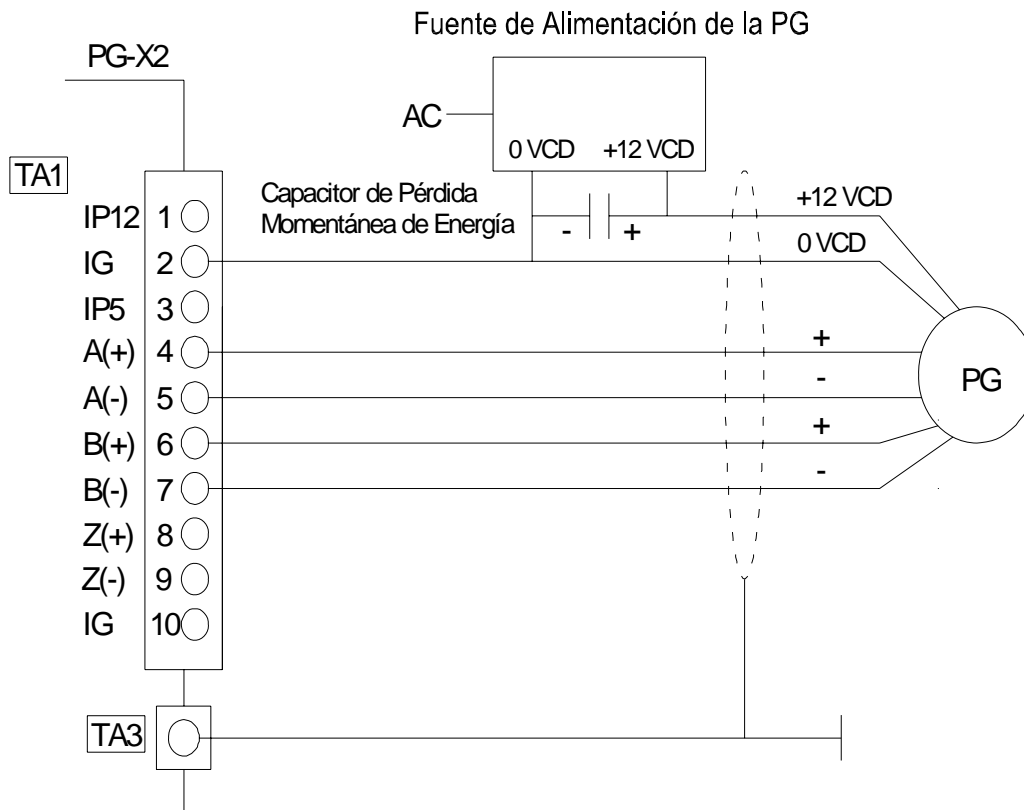 Fuente de Alimentación de la PG
PG-X2
AC
0 VCD +12 VCD
TA1
Capacitor de Pérdida
Momentánea de Energía
- +
+12 VCD
0 VCD
IP12 1
IG 2
IP5 3
A(+) 4 +
A(-) 5 -
PG
B(+) 6 +
B(-) 7 -
Z(+) 8
Z(-) 9
IG 10
TA3